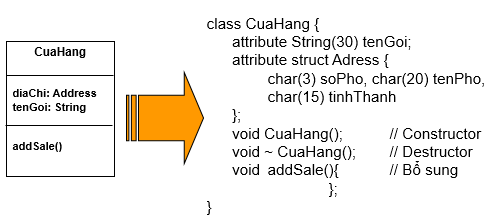 CuaHang
diaChi: Address
tenGoi: String
addSale()
class CuaHang {
attribute String(30) tenGoi;
attribute struct Adress {
char(3) soPho, char(20) tenPho,
char(15) tinhThanh
};
void CuaHang(); // Constructor
void ~ CuaHang(); // Destructor
void addSale(){ // Bổ sung
};
}